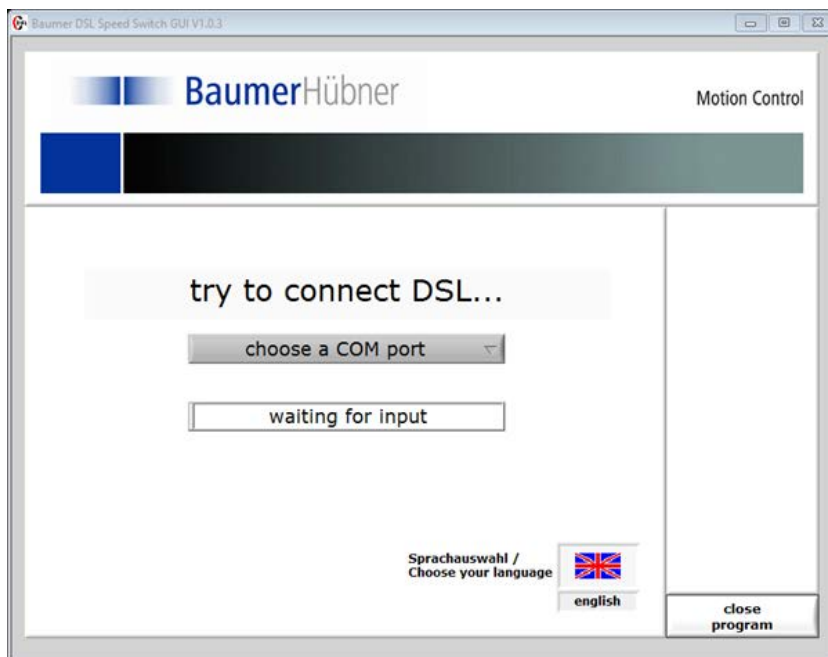 Baumer DSL Speed Switch GUI V1.0.3
BaumerHübner
Motion Control
try to connect DSL...
choose a COM port
waiting for input
Sprachauswahl /
Choose your language
english
close
program